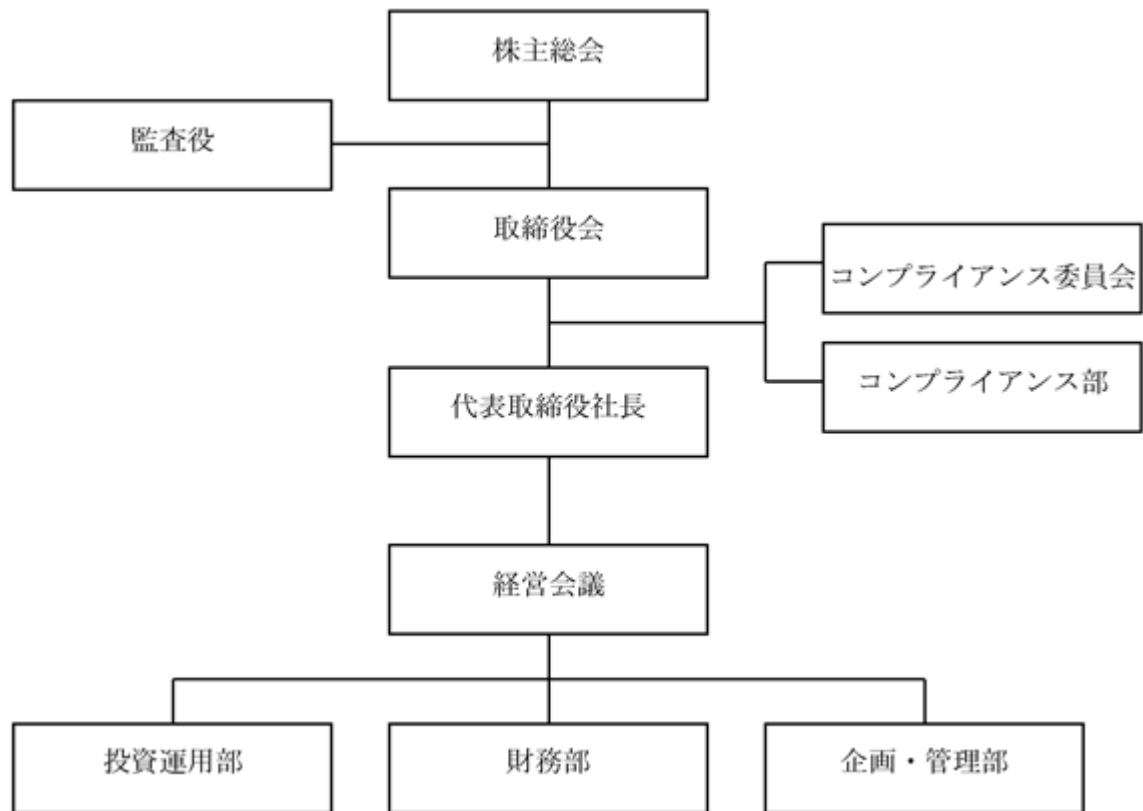 株主総会
監査役
取締役会
コンプライアンス委員会
コンプライアンス部
代表取締役社長
経営会議
投資運用部
財務部
企画・管理部